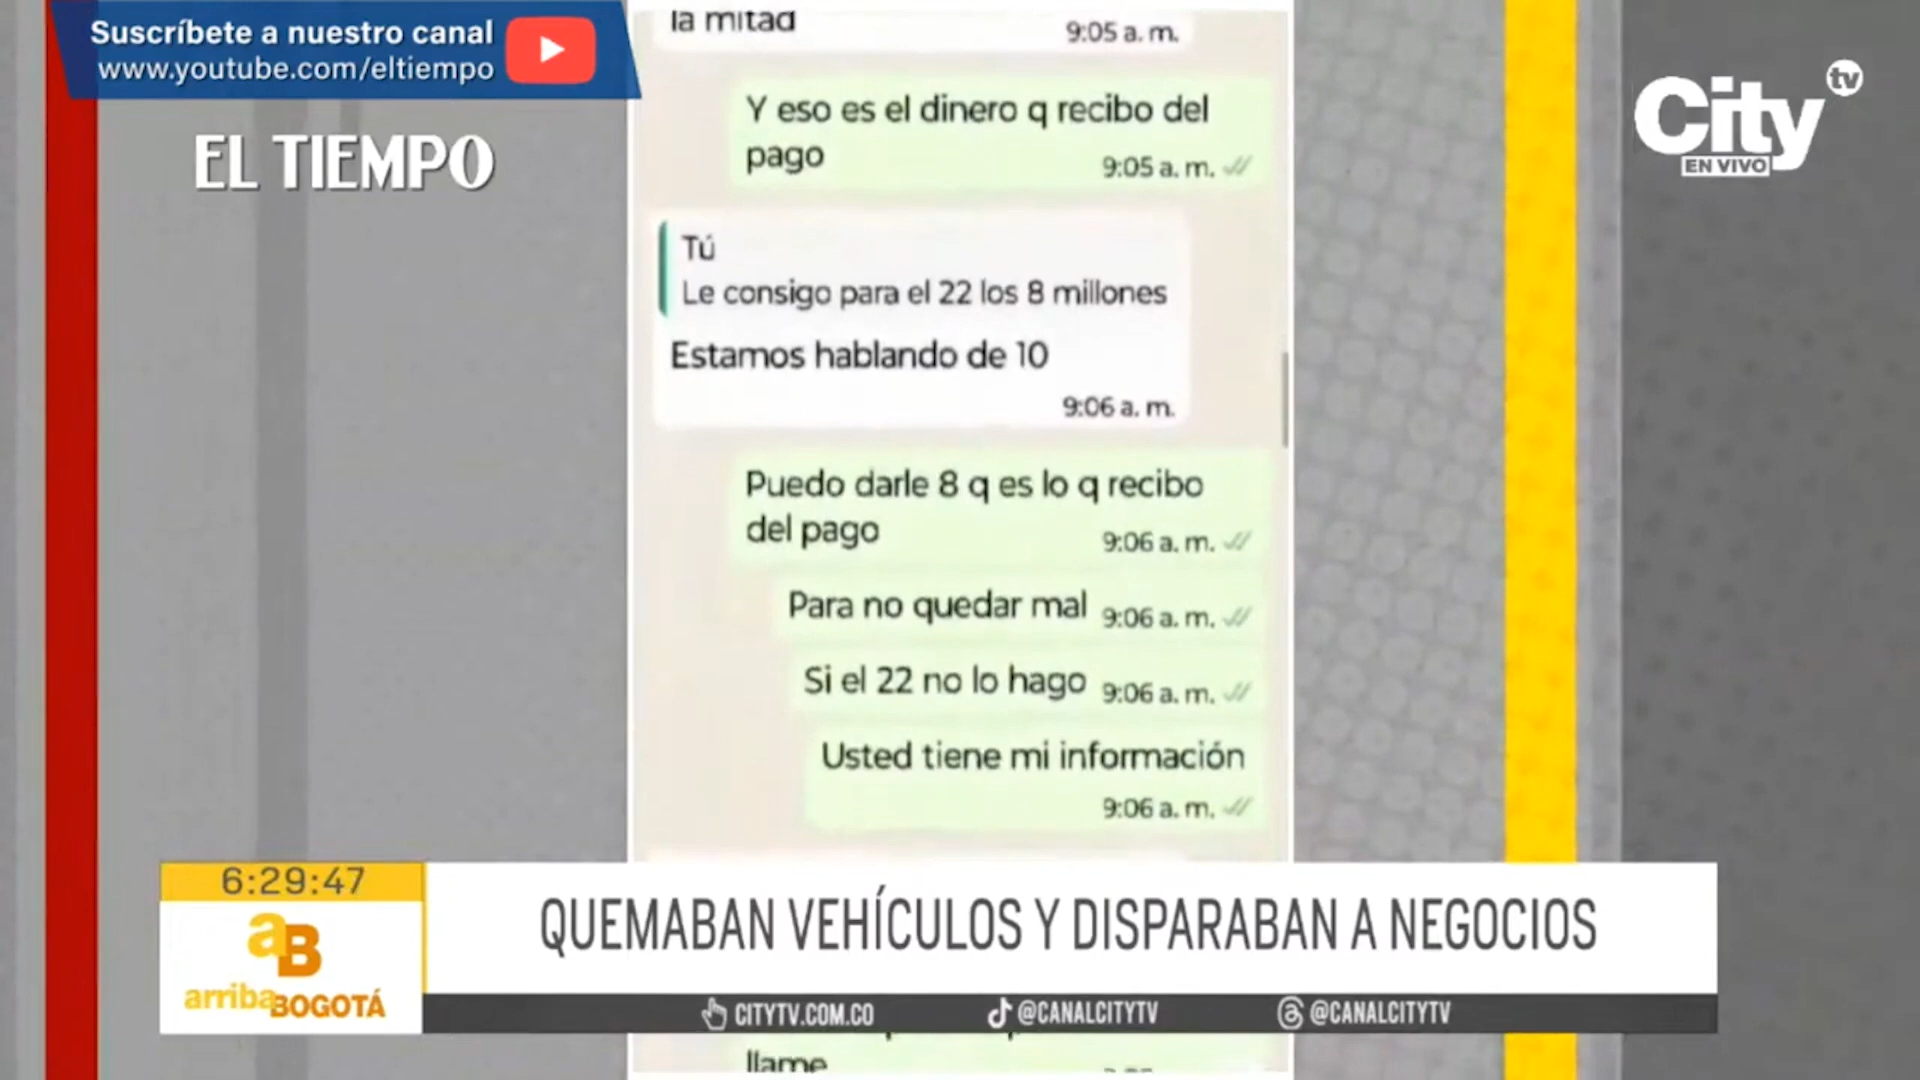 Suscríbete a nuestro canal
www.youtube.com/eltiempo
EL TIEMPO
City tv
EN VIVO
la mitad
9:05 a. m.
Y eso es el dinero q recibo del
pago
9:05 a. m.
Tú
Le consigo para el 22 los 8 millones
Estamos hablando de 10
9:06 a. m.
Puedo darle 8 q es lo q recibo
del pago
9:06 a. m.
Para no quedar mal 9:06 a. m.
Si el 22 no lo hago 9:06 a. m.
Usted tiene mi información
9:06 a. m.
6:29:47
aB
arriba BOGOTÁ
QUEMABAN VEHÍCULOS Y DISPARABAN A NEGOCIOS
CITYTV.COM.CO @CANALCITYTV @CANALCITYTV
llame